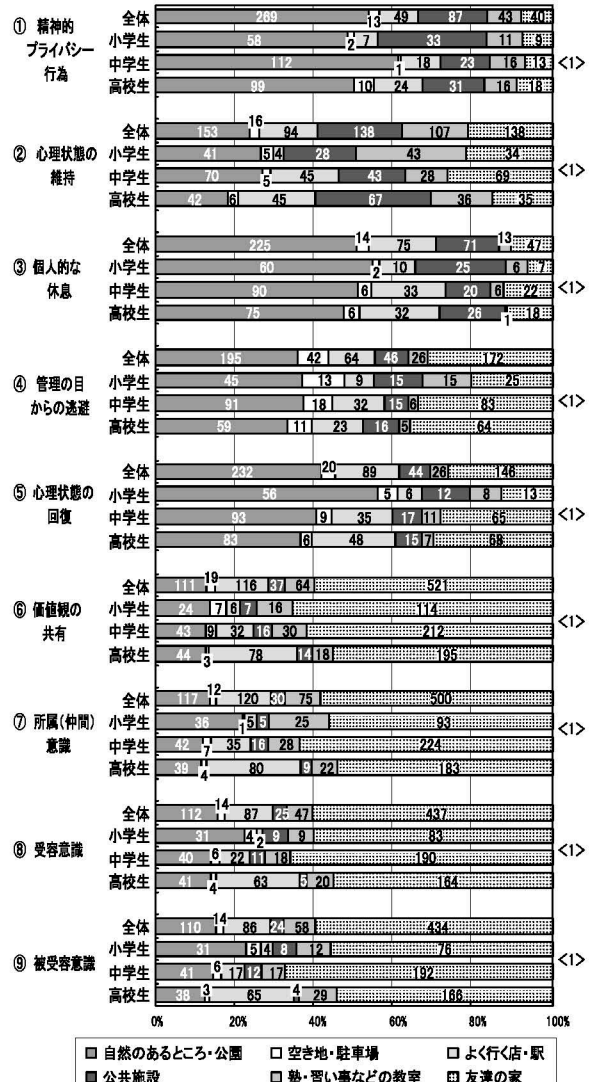 ① 精神的
プライバシー
行為
全体 269 13 49 87 43 40
小学生 58 2 7 33 11 9
中学生 112 1 18 23 16 13 <1>
高校生 99 10 24 31 16 18
② 心理状態の
維持
全体 153 16 94 138 107 138
小学生 41 5 4 28 43 34
中学生 70 5 45 43 28 69 <1>
高校生 42 6 45 67 36 35
③ 個人的な
休息
全体 225 14 75 71 13 47
小学生 60 2 10 25 6 7
中学生 90 6 33 20 6 22 <1>
高校生 75 6 32 26 1 18
④ 管理の目
からの逃避
全体 195 42 64 46 26 172
小学生 45 13 9 15 15 25
中学生 91 18 32 15 6 83 <1>
高校生 59 11 23 16 5 64
⑤ 心理状態の
回復
全体 232 20 89 44 26 146
小学生 56 5 6 12 8 13
中学生 93 9 35 17 11 65 <1>
高校生 83 6 48 15 7 68
⑥ 価値観の
共有
全体 111 19 116 37 64 521
小学生 24 7 6 7 16 114
中学生 43 9 32 16 30 212 <1>
高校生 44 3 78 14 18 195
⑦ 所属(仲間)
意識
全体 117 12 120 30 75 500
小学生 36 1 5 5 25 93
中学生 42 7 35 16 28 224 <1>
高校生 39 4 80 9 22 183
⑧ 受容意識
全体 112 14 87 25 47 437
小学生 31 4 2 9 9 83
中学生 40 6 22 11 18 190 <1>
高校生 41 4 63 5 20 164
⑨ 被受容意識
全体 110 14 86 24 58 434
小学生 31 5 4 8 12 76
中学生 41 6 17 12 17 192 <1>
高校生 38 3 65 4 29 166
0% 20% 40% 60% 80% 100%
自然のあるところ・公園 空き地・駐車場 よく行く店・駅
公共施設 塾・習い事などの教室 友達の家